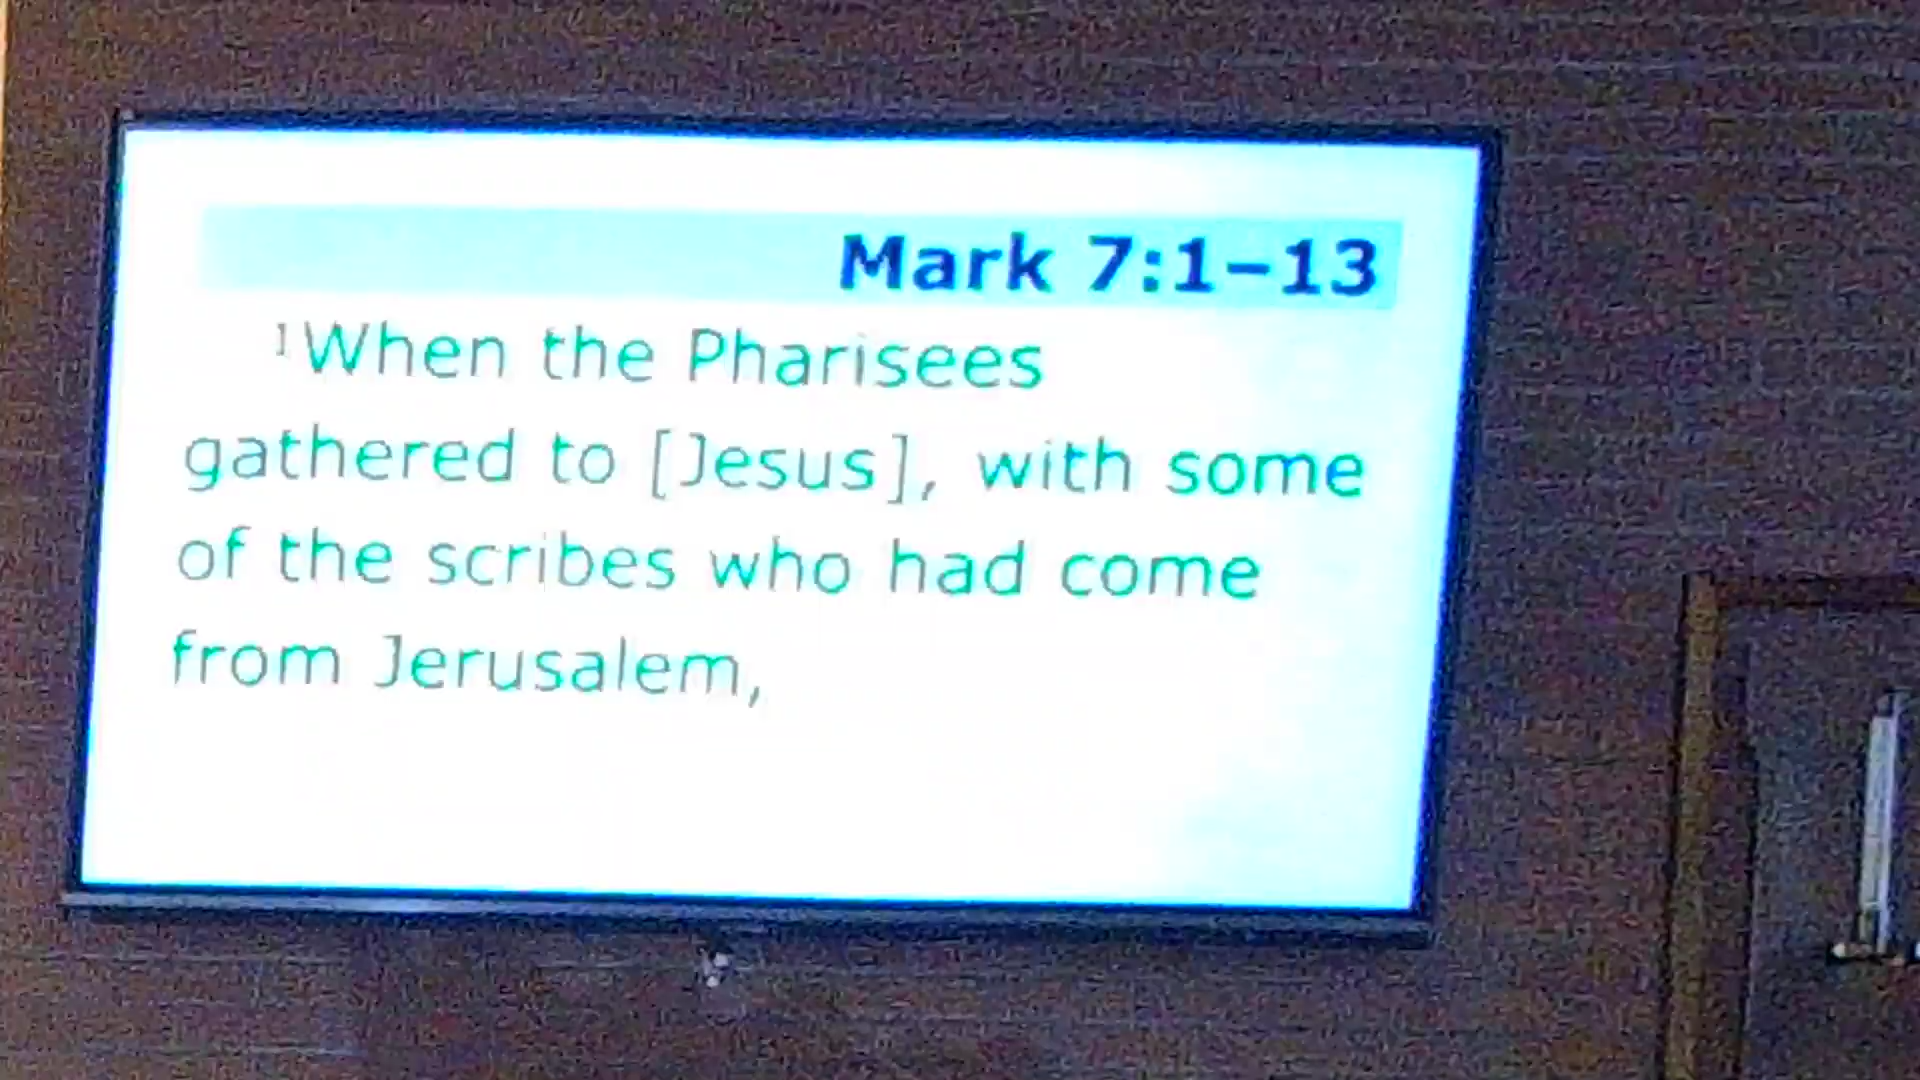 Mark 7:1–13
1When the Pharisees
gathered to [Jesus], with some
of the scribes who had come
from Jerusalem,